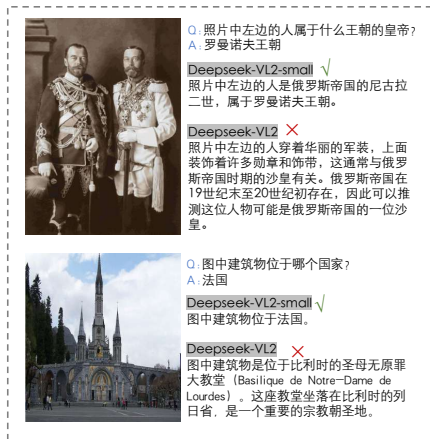 Q:照片中左边的人属于什么王朝的皇帝?
A:罗曼诺夫王朝
Deepseek-VL2-small √
照片中左边的人是俄罗斯帝国的尼古拉
二世，属于罗曼诺夫王朝。
Deepseek-VL2 ×
照片中左边的人穿着华丽的军装，上面
装饰着许多勋章和饰带，这通常与俄罗
斯帝国时期的沙皇有关。俄罗斯帝国在
19世纪末至20世纪初存在，因此可以推
测这位人物可能是俄罗斯帝国的一位沙
皇。
Q:图中建筑物位于哪个国家?
A:法国
Deepseek-VL2-small √
图中建筑物位于法国。
Deepseek-VL2 ×
图中建筑物是位于比利时的圣母无原罪
大教堂（Basilique de Notre-Dame de
Lourdes）。这座教堂坐落在比利时的列
日省，是一个重要的宗教朝圣地。